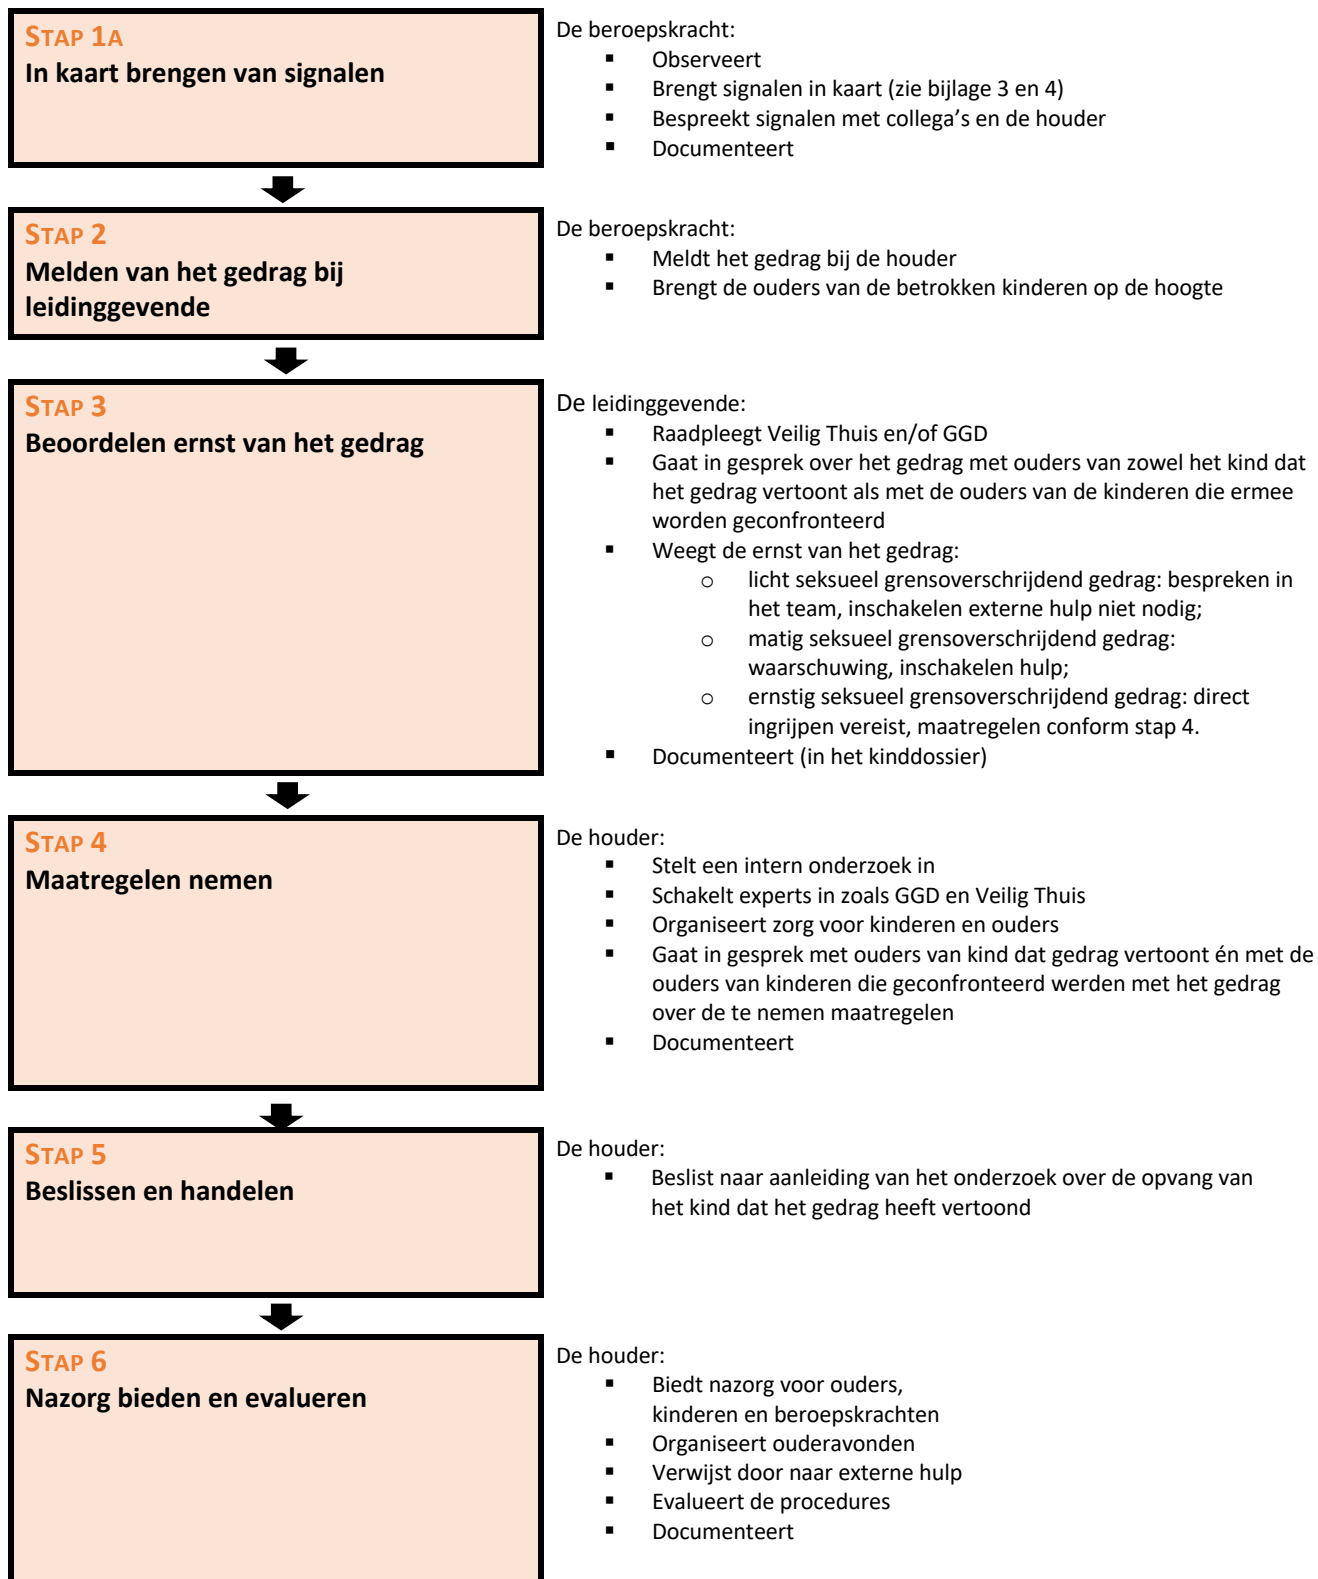 STAP 1A
In kaart brengen van signalen
De beroepskracht:
▪ Observeert
▪ Brengt signalen in kaart (zie bijlage 3 en 4)
▪ Bespreekt signalen met collega’s en de houder
▪ Documenteert
STAP 2
Melden van het gedrag bij
leidinggevende
De beroepskracht:
▪ Meldt het gedrag bij de houder
▪ Brengt de ouders van de betrokken kinderen op de hoogte
STAP 3
Beoordelen ernst van het gedrag
De leidinggevende:
▪ Raadpleegt Veilig Thuis en/of GGD
▪ Gaat in gesprek over het gedrag met ouders van zowel het kind dat
het gedrag vertoont als met de ouders van de kinderen die ermee
worden geconfronteerd
▪ Weegt de ernst van het gedrag:
o licht seksueel grensoverschrijdend gedrag: bespreken in
het team, inschakelen externe hulp niet nodig;
o matig seksueel grensoverschrijdend gedrag:
waarschuwing, inschakelen hulp;
o ernstig seksueel grensoverschrijdend gedrag: direct
ingrijpen vereist, maatregelen conform stap 4.
▪ Documenteert (in het kinddossier)
STAP 4
Maatregelen nemen
De houder:
▪ Stelt een intern onderzoek in
▪ Schakelt experts in zoals GGD en Veilig Thuis
▪ Organiseert zorg voor kinderen en ouders
▪ Gaat in gesprek met ouders van kind dat gedrag vertoont én met de
ouders van kinderen die geconfronteerd werden met het gedrag
over de te nemen maatregelen
▪ Documenteert
STAP 5
Beslissen en handelen
De houder:
▪ Beslist naar aanleiding van het onderzoek over de opvang van
het kind dat het gedrag heeft vertoond
STAP 6
Nazorg bieden en evalueren
De houder:
▪ Biedt nazorg voor ouders,
kinderen en beroepskrachten
▪ Organiseert ouderavonden
▪ Verwijst door naar externe hulp
▪ Evalueert de procedures
▪ Documenteert